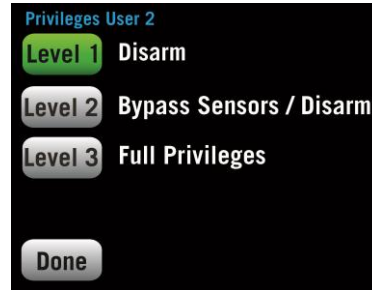 Privileges User 2
Level 1 Disarm
Level 2 Bypass Sensors / Disarm
Level 3 Full Privileges
Done